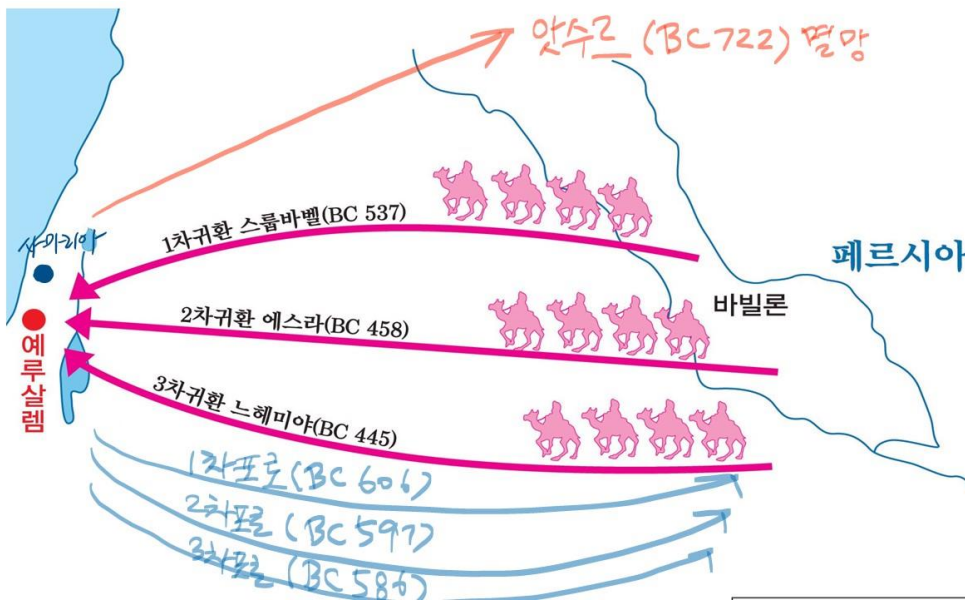 앗수르 (BC 722) 멸망
1차귀환 스룹바벨(BC 537)
사마리아
페르시아
바빌론
2차귀환 에스라(BC 458)
예루살렘
3차귀환 느헤미야(BC 445)
1차포로 (BC 606)
2차포로 (BC 597)
3차포로 (BC 586)